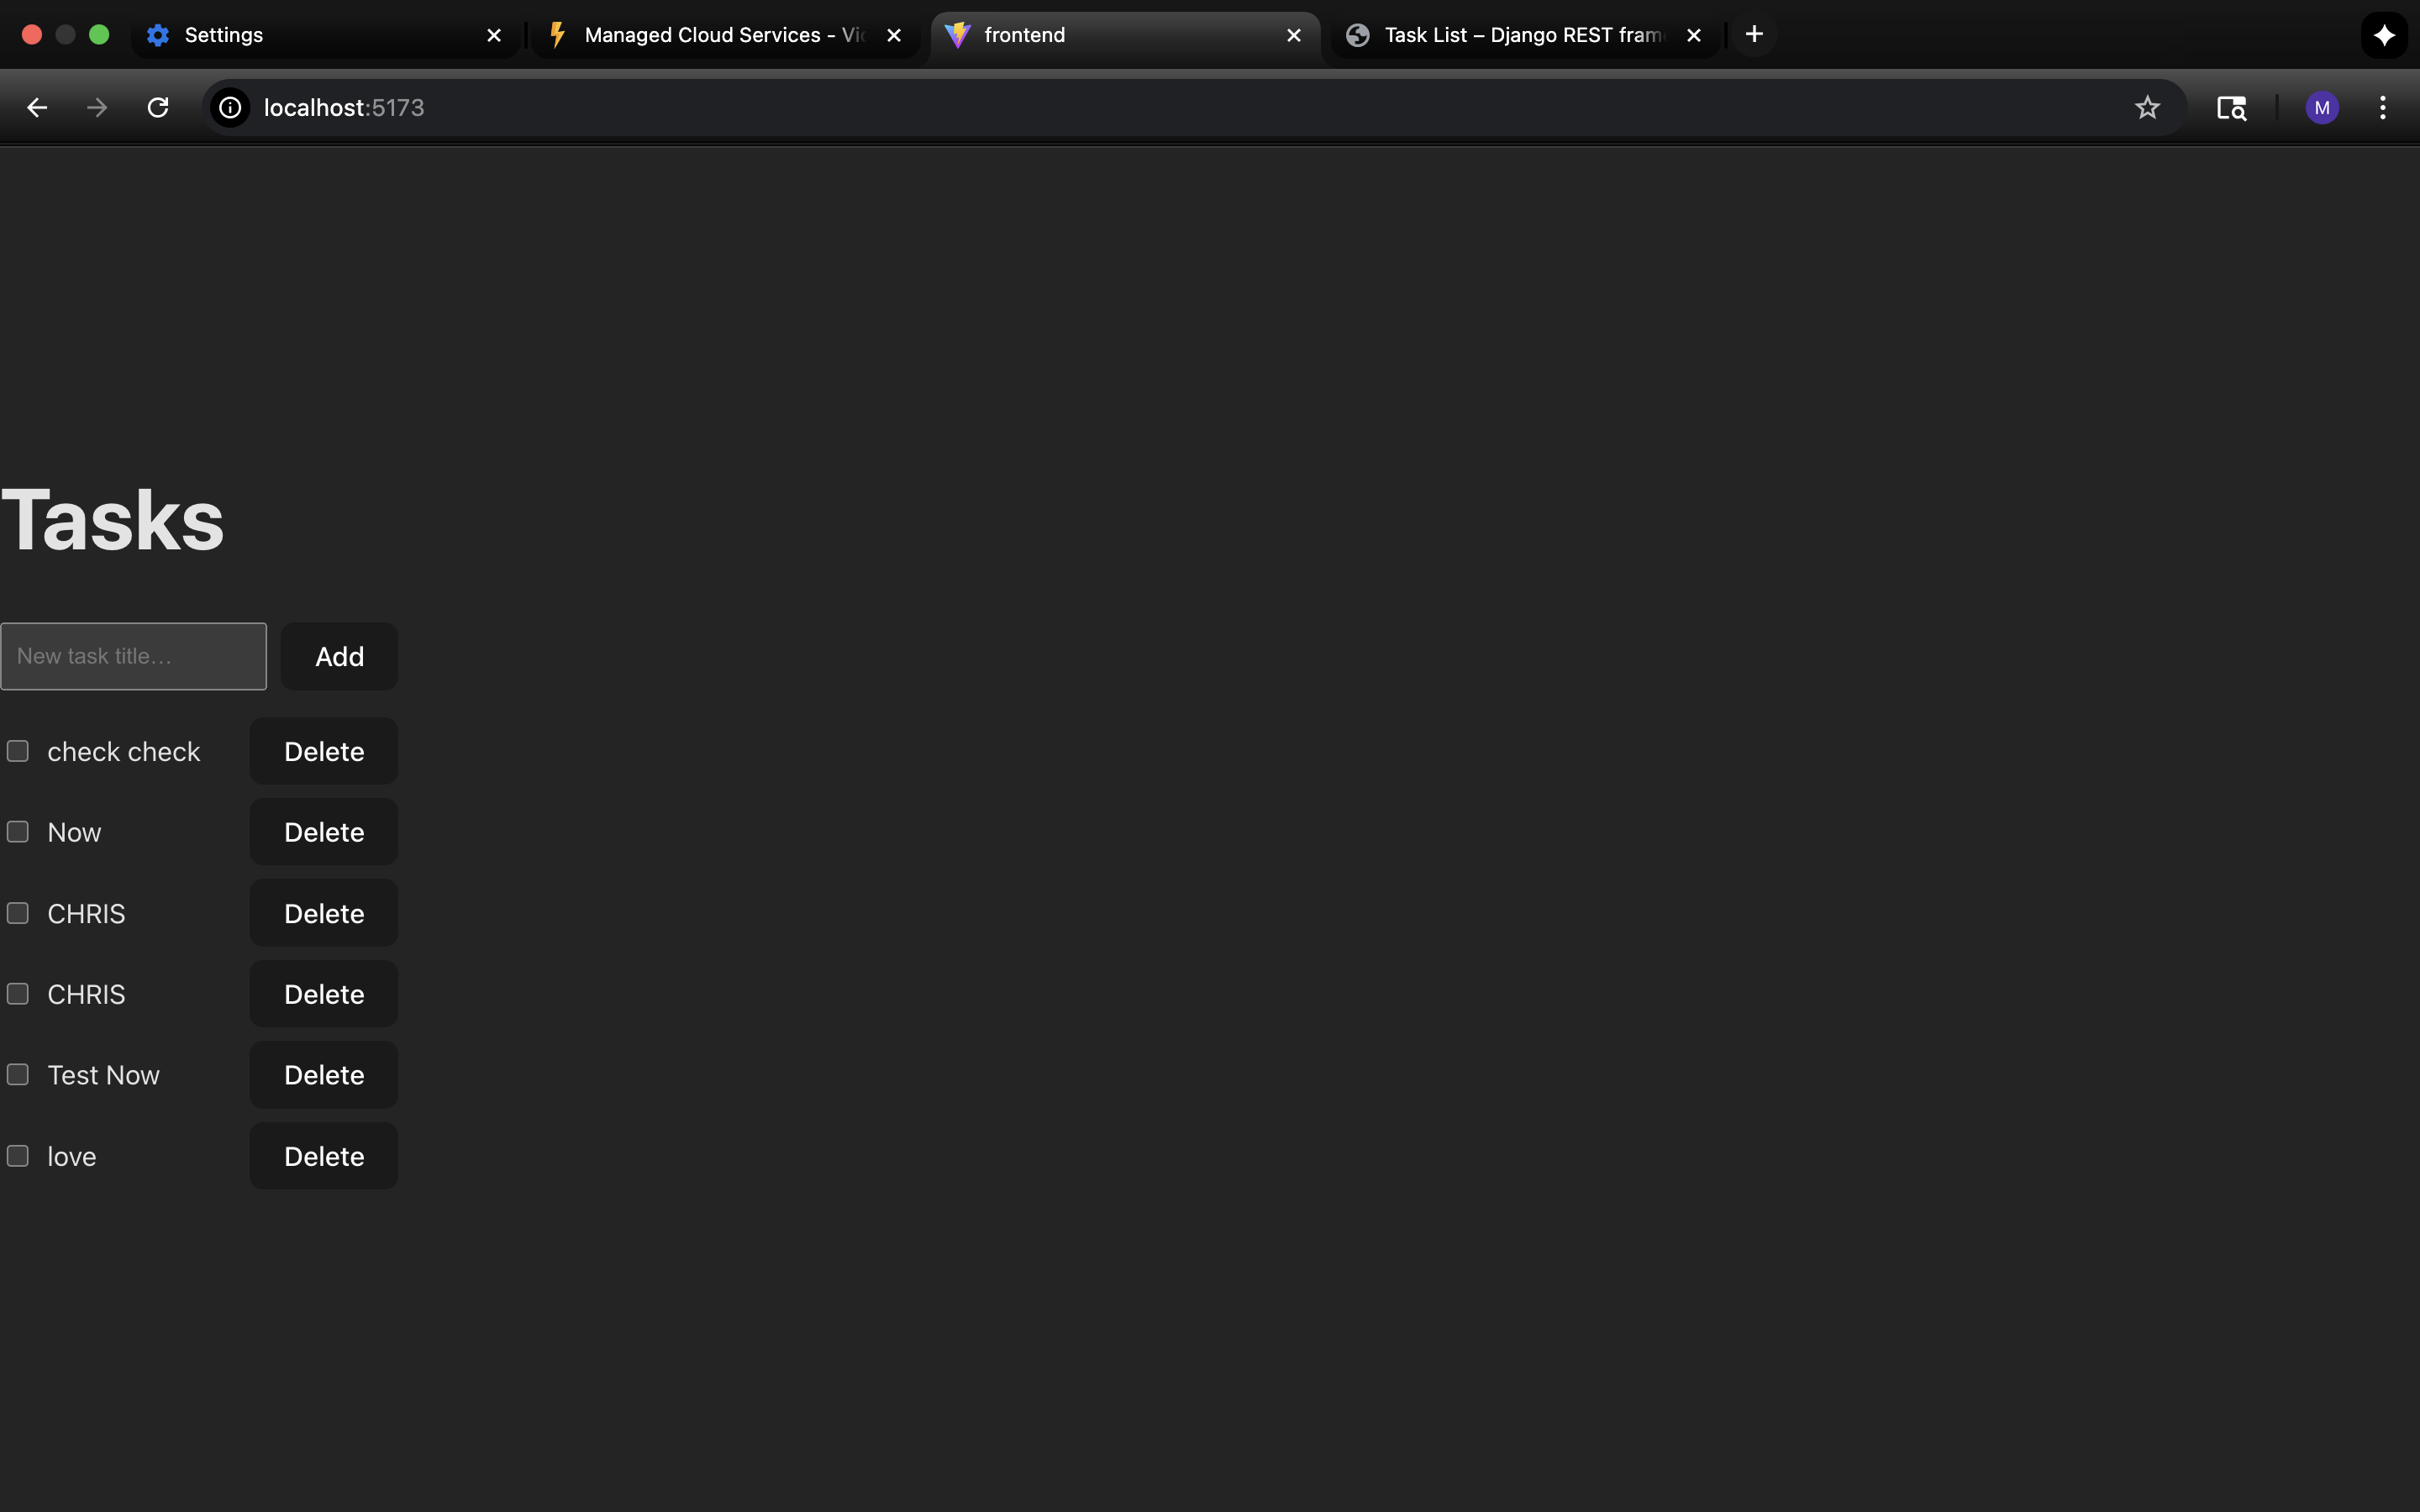 Settings
Managed Cloud Services - Vi
frontend
Task List – Django REST fram
localhost:5173
M
Tasks
New task title...
Add
check check Delete
Now Delete
CHRIS Delete
CHRIS Delete
Test Now Delete
love Delete